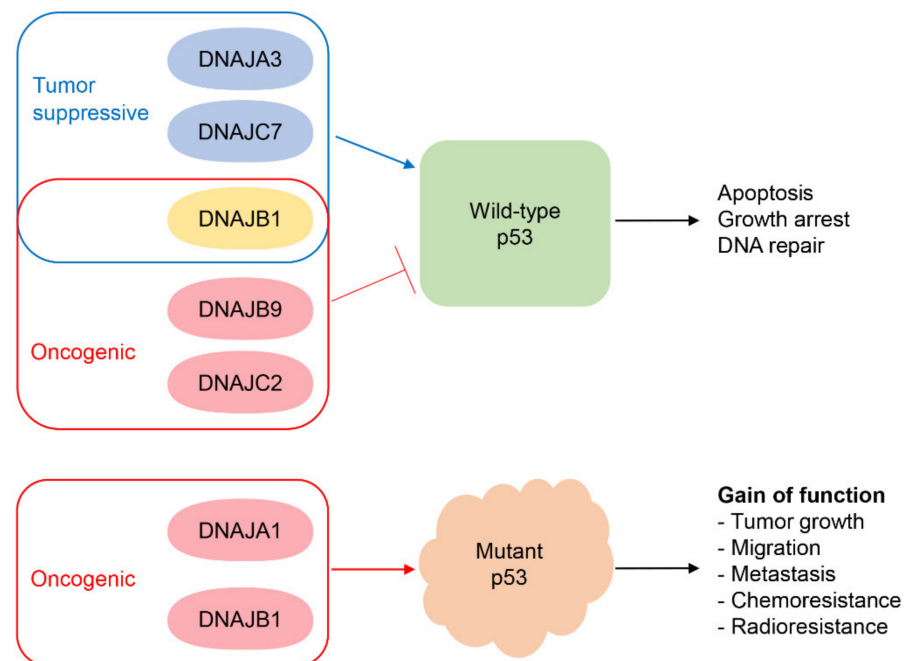 Tumor
suppressive
DNAJA3
DNAJC7
DNAJB1
Oncogenic
DNAJB9
DNAJC2
Wild-type
p53
Apoptosis
Growth arrest
DNA repair
Oncogenic
DNAJA1
DNAJB1
Mutant
p53
Gain of function
- Tumor growth
- Migration
- Metastasis
- Chemoresistance
- Radioresistance